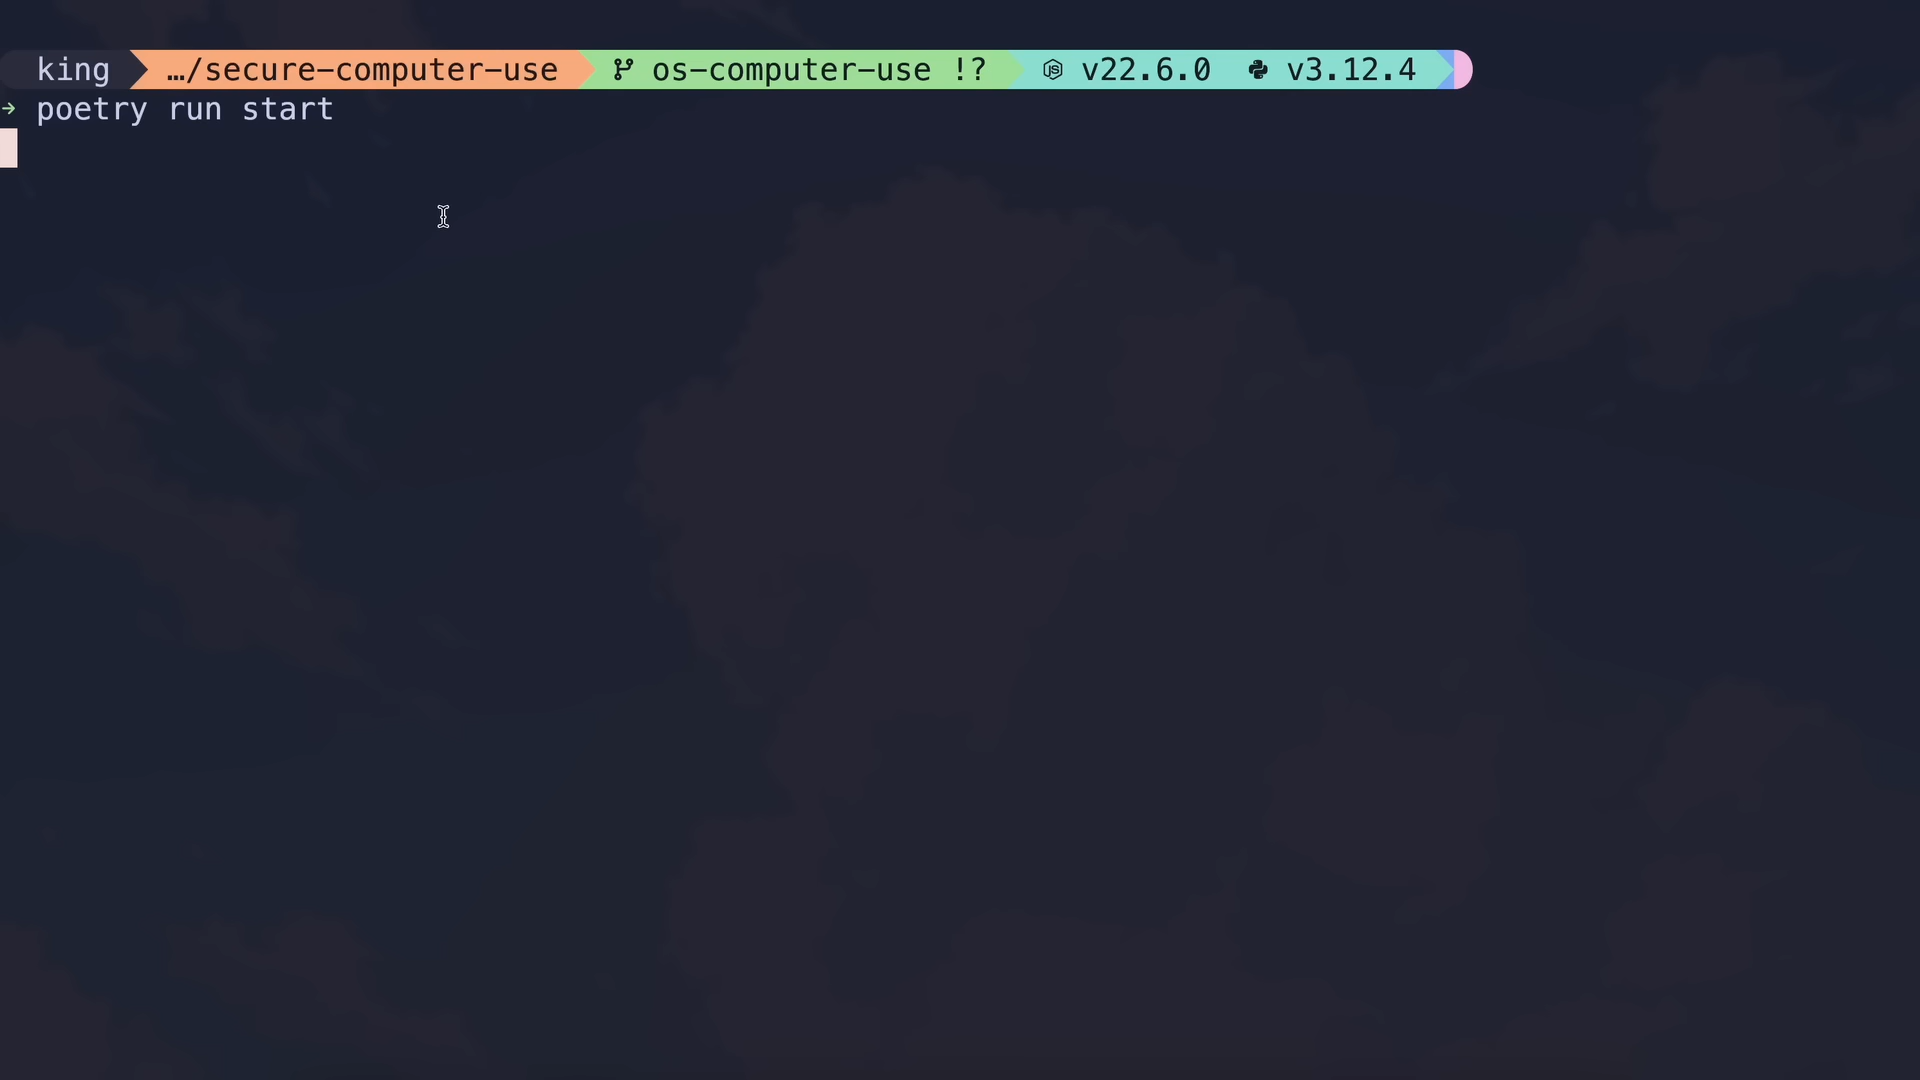 king …/secure-computer-use os-computer-use !? v22.6.0 v3.12.4
→ poetry run start